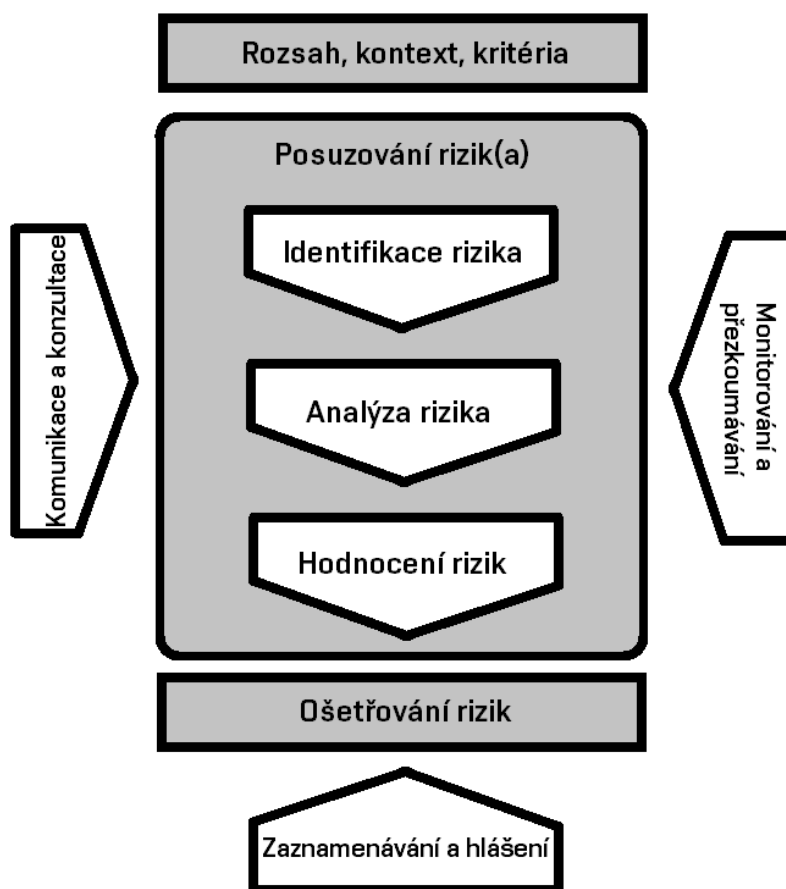 Rozsah, kontext, kritéria
Posuzování rizik(a)
Identifikace rizika
Analýza rizika
Hodnocení rizik
Komunikace a konzultace
Monitorování a
přezkoumávání
Ošetřování rizik
Zaznamenávání a hlášení